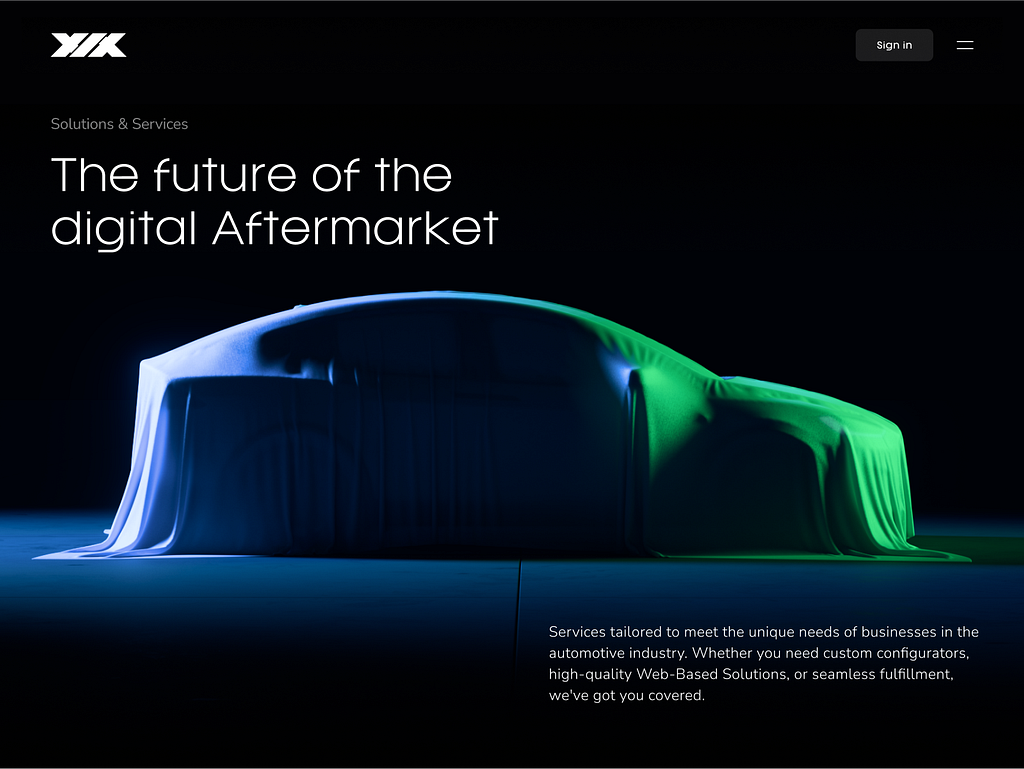 Sign in
Solutions & Services
The future of the
digital Aftermarket
Services tailored to meet the unique needs of businesses in the
automotive industry. Whether you need custom configurators,
high-quality Web-Based Solutions, or seamless fulfillment,
we've got you covered.